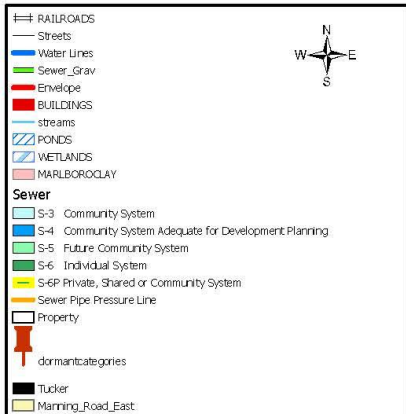 RAILROADS
Streets
Water Lines
Sewer_Grav
Envelope
BUILDINGS
streams
PONDS
WETLANDS
MARLBOROCLAY
Sewer
S-3 Community System
S-4 Community System Adequate for Development Planning
S-5 Future Community System
S-6 Individual System
S-6P Private, Shared or Community System
Sewer Pipe Pressure Line
Property
dormantcategories
Tucker
Manning_Road_East
N
W E
S